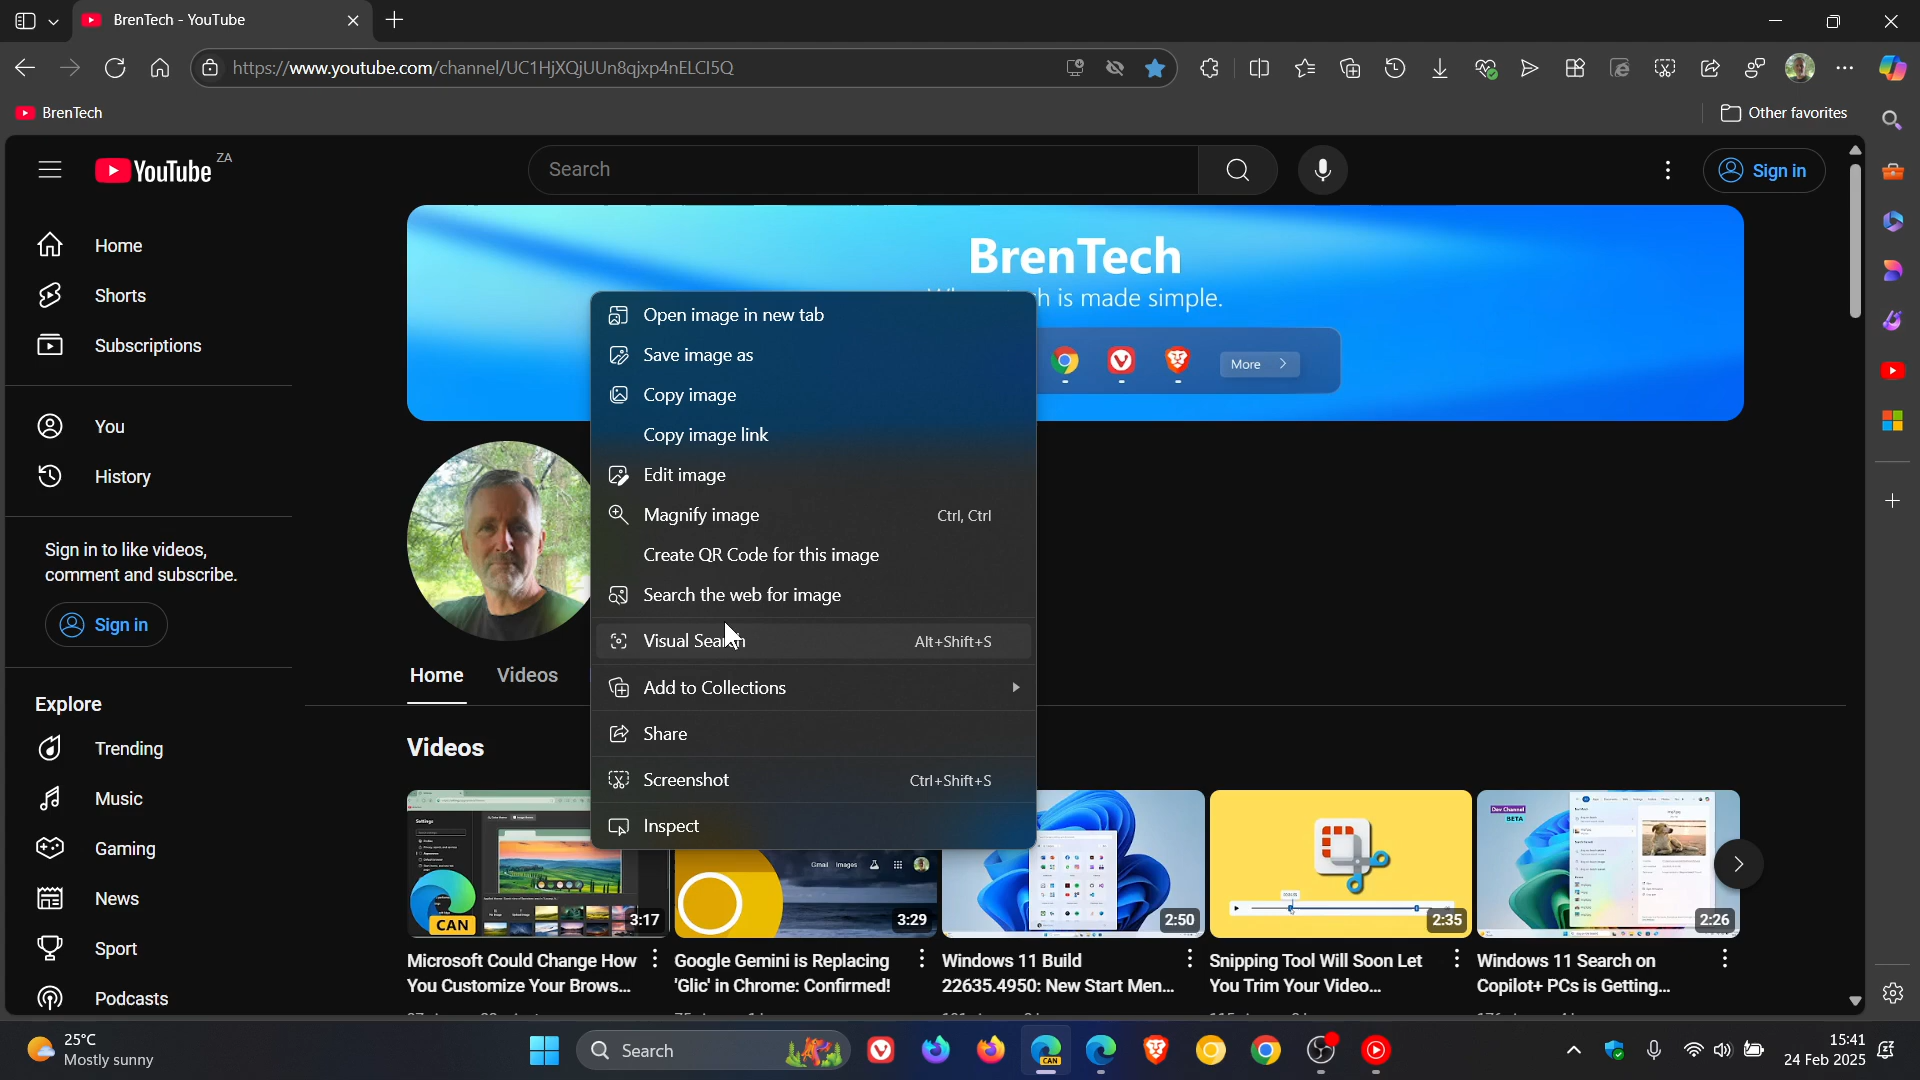 BrenTech - YouTube
https://www.youtube.com/channel/UC1HjXQjUUn8qjxp4nELCI5Q
BrenTech
Other favorites
YouTube ZA
Search
Sign in
Home
Shorts
Subscriptions
You
History
Sign in to like videos,
comment and subscribe.
Sign in
Explore
Trending
Music
Gaming
News
Sport
Podcasts
BrenTech
h is made simple.
More
Open image in new tab
Save image as
Copy image
Copy image link
Edit image
Magnify image Ctrl, Ctrl
Create QR Code for this image
Search the web for image
Visual Search Alt+Shift+S
Add to Collections
Share
Screenshot Ctrl+Shift+S
Inspect
Home Videos
Videos
CAN
3:17
Gmail Images
3:29
2:50
2:35
Dev Channel
BETA
2:26
Microsoft Could Change How
You Customize Your Brows...
Google Gemini is Replacing
'Glic' in Chrome: Confirmed!
Windows 11 Build
22635.4950: New Start Men...
Snipping Tool Will Soon Let
You Trim Your Video...
Windows 11 Search on
Copilot+ PCs is Getting...
25°C
Mostly sunny
Search
CAN
15:41
24 Feb 2025